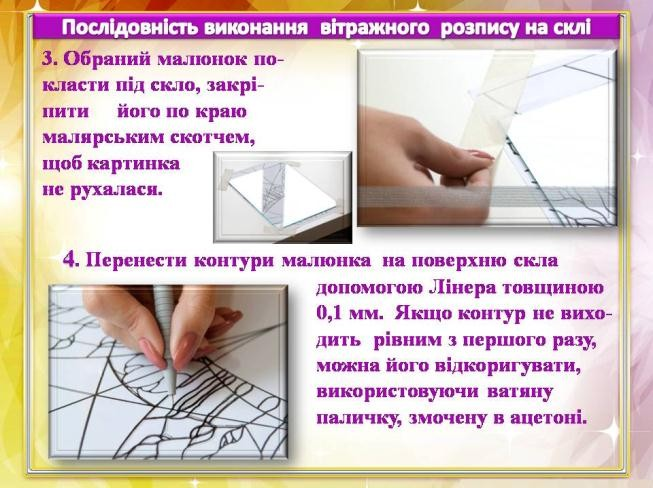 Послідовність виконання вітражного розпису на склі
3. Обраний малюнок по-
класти під скло, закрі-
пити його по краю
малярським скотчем,
щоб картинка
не рухалася.
4. Перенести контури малюнка на поверхню скла
допомогою Лінера товщиною
0,1 мм. Якщо контур не вихо-
дить рівним з першого разу,
можна його відкоригувати,
використовуючи ватяну
паличку, змочену в ацетоні.